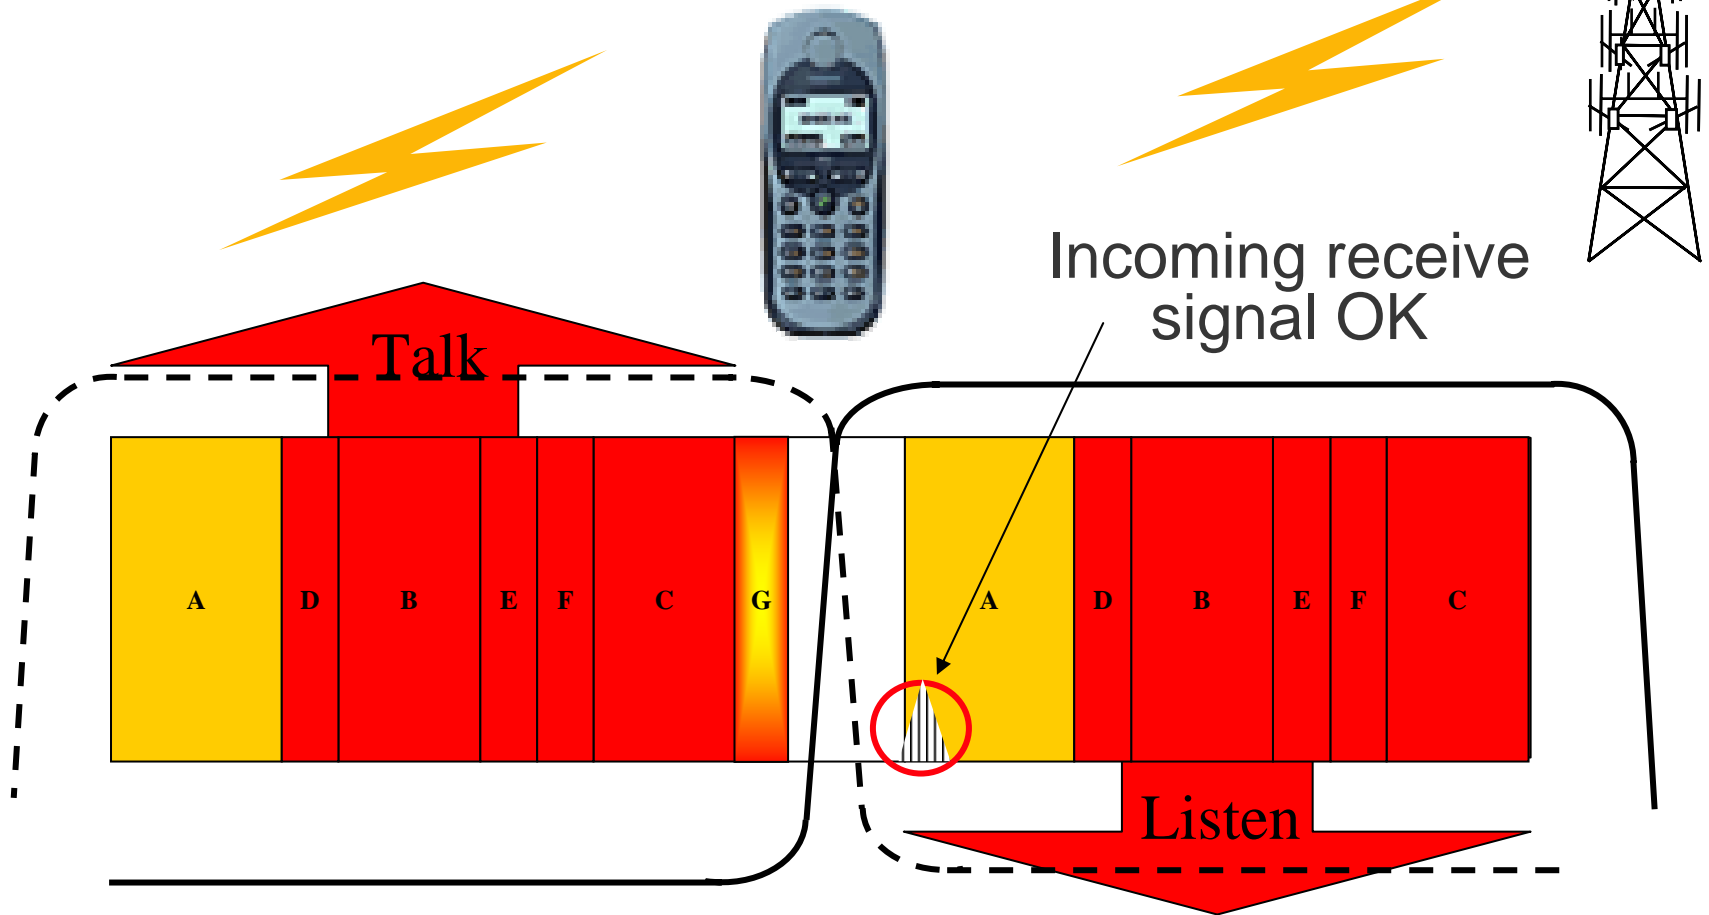 Incoming receive
signal OK
Talk
A D B E F C G A D B E F C
Listen